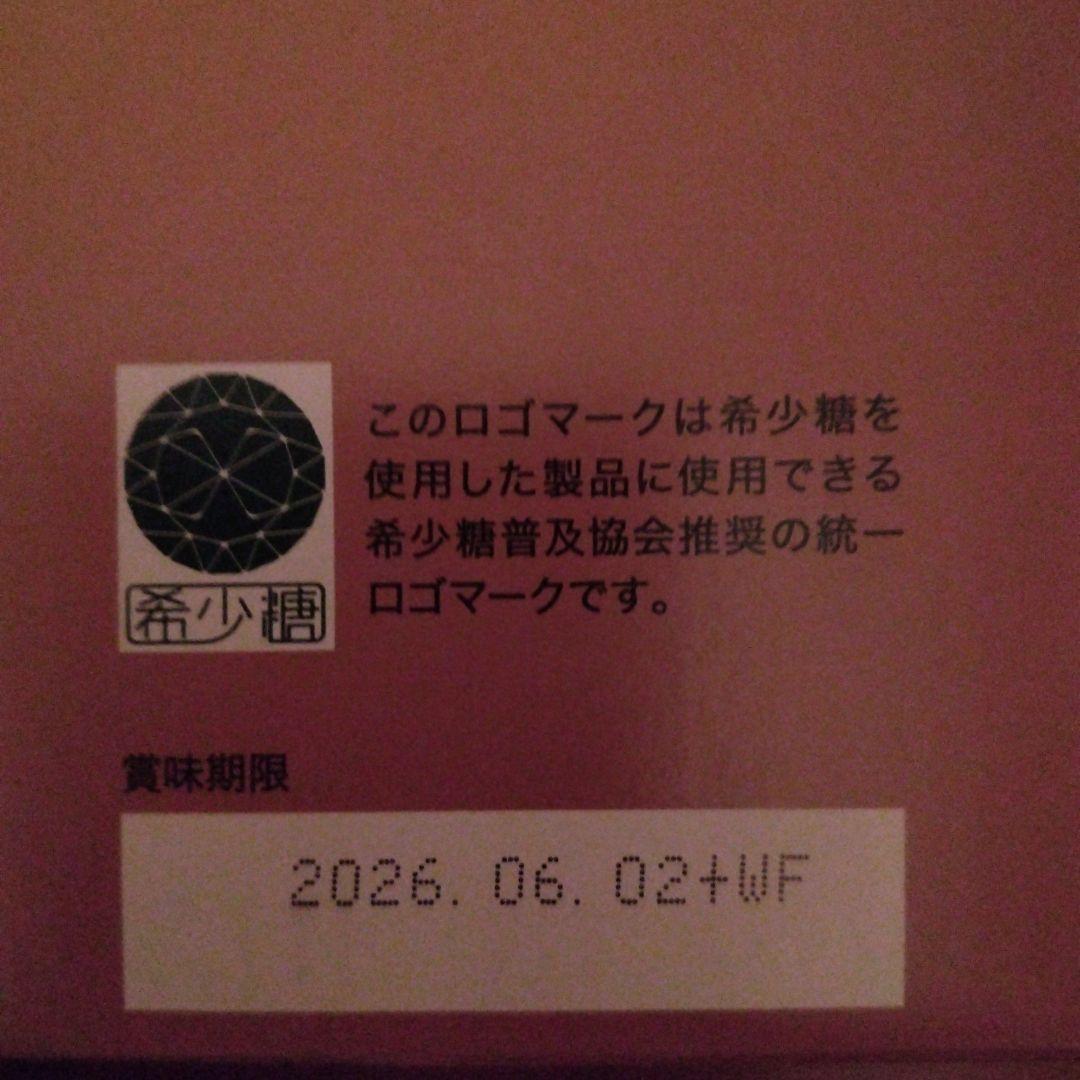 このロゴマークは希少糖を
使用した製品に使用できる
希少糖普及協会推奨の統一
ロゴマークです。
希少糖
賞味期限
2026. 06. 02+WF